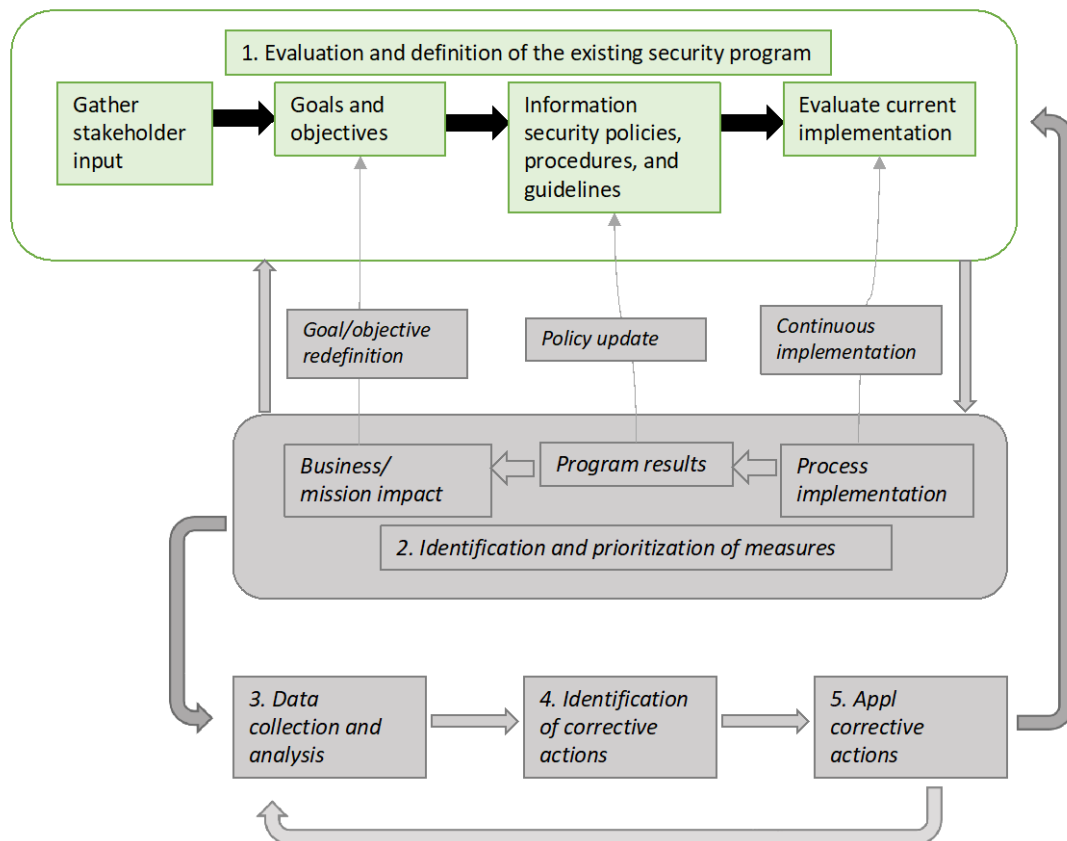 1. Evaluation and definition of the existing security program
Gather
stakeholder
input
Goals and
objectives
Information
security policies,
procedures, and
guidelines
Evaluate current
implementation
Goal/objective
redefinition
Policy update
Continuous
implementation
Business/
mission impact
Program results
Process
implementation
2. Identification and prioritization of measures
3. Data
collection and
analysis
4. Identification
of corrective
actions
5. Appl
corrective
actions